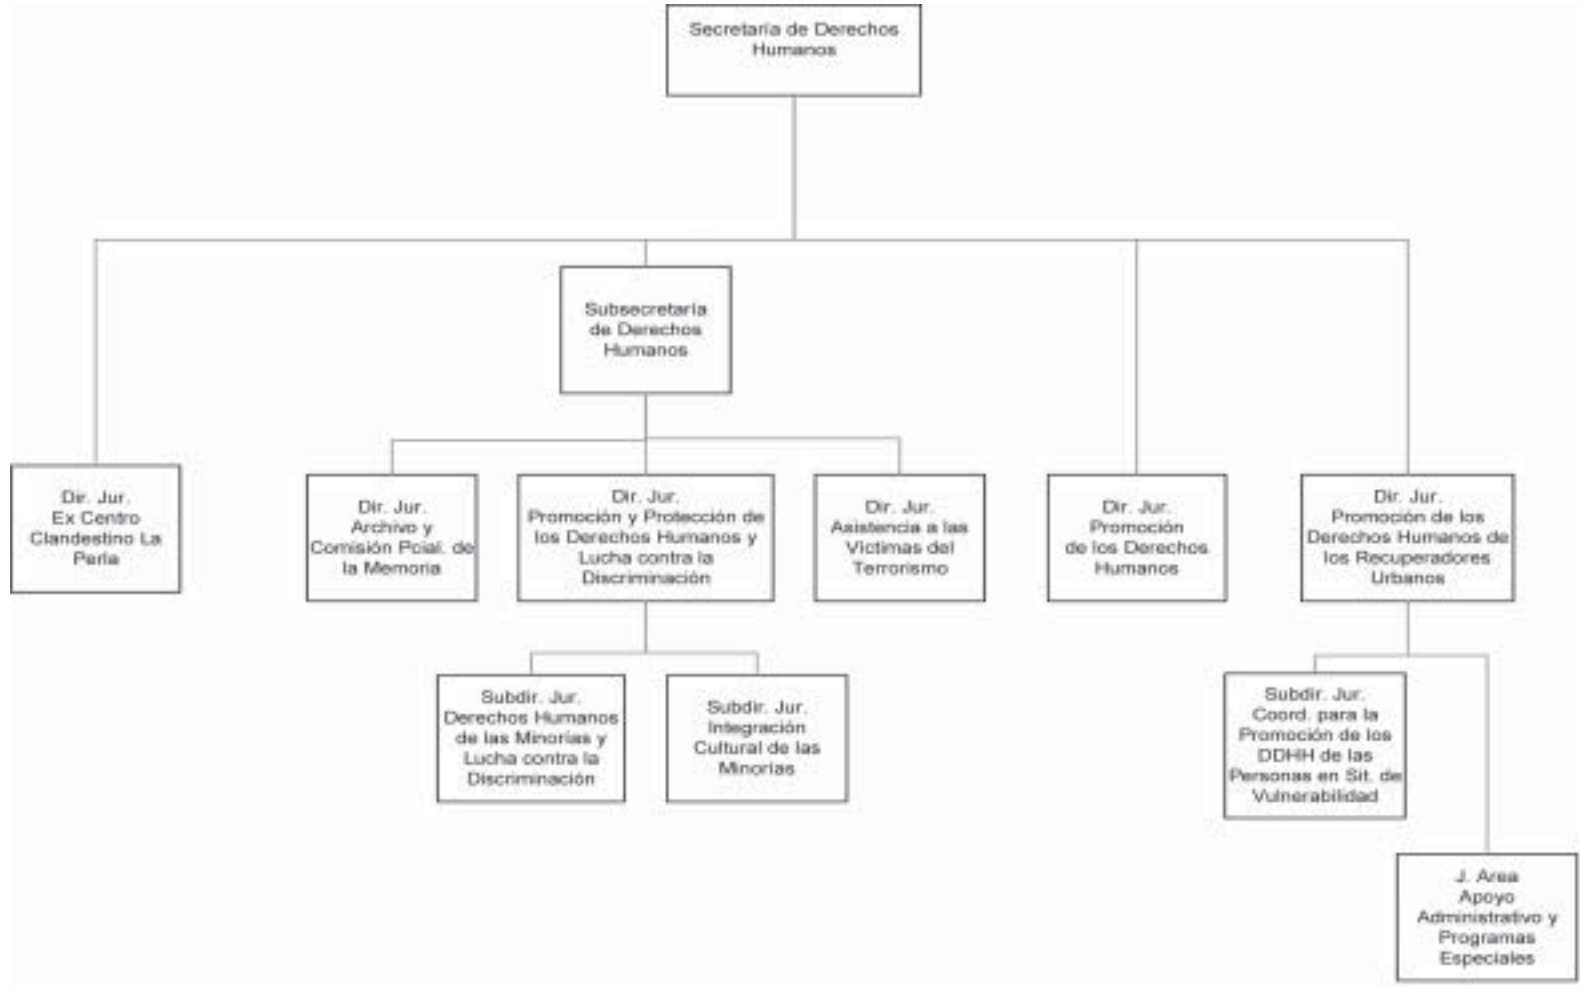 Secretaría de Derechos
Humanos
Subsecretaría
de Derechos
Humanos
Dir. Jur.
Ex Centro
Clandestino La
Perla
Dir. Jur.
Archivo y
Comisión Pcial. de
la Memoria
Dir. Jur.
Promoción y Protección de
los Derechos Humanos y
Lucha contra la
Discriminación
Dir. Jur.
Asistencia a las
Víctimas del
Terrorismo
Dir. Jur.
Promoción
de los Derechos
Humanos
Dir. Jur.
Promoción de los
Derechos Humanos de
los Recuperadores
Urbanos
Subdir. Jur.
Derechos Humanos
de las Minorías y
Lucha contra la
Discriminación
Subdir. Jur.
Integración
Cultural de las
Minorías
Subdir. Jur.
Coord. para la
Promoción de los
DDHH de las
Personas en Sit. de
Vulnerabilidad
J. Area
Apoyo
Administrativo y
Programas
Especiales